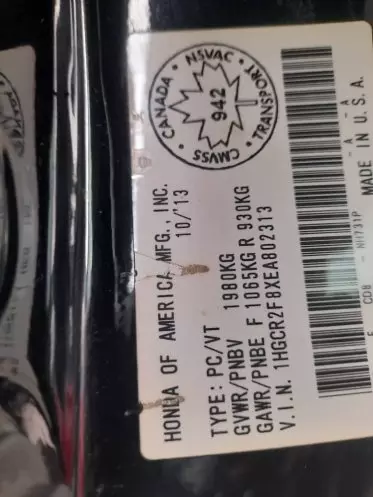 CANADA • NSVAC • TRANSPORT • CMVSS
942
HONDA OF AMERICA MFG., INC.
10/'13
TYPE: PC/VT
GVWR/PNBV 1980KG
GAWR/PNBE F 1065KG R 930KG
V.I.N. 1HGCR2F8XEA802313
A - A - A
MADE IN U.S.A.